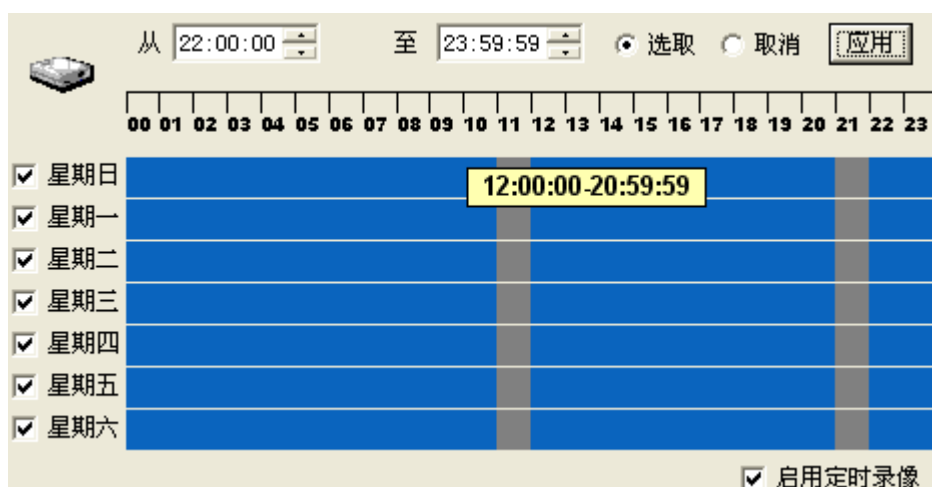 从 22:00:00 至 23:59:59 选取 取消 应用
00 01 02 03 04 05 06 07 08 09 10 11 12 13 14 15 16 17 18 19 20 21 22 23
星期日
12:00:00-20:59:59
星期一
星期二
星期三
星期四
星期五
星期六
启用定时录像